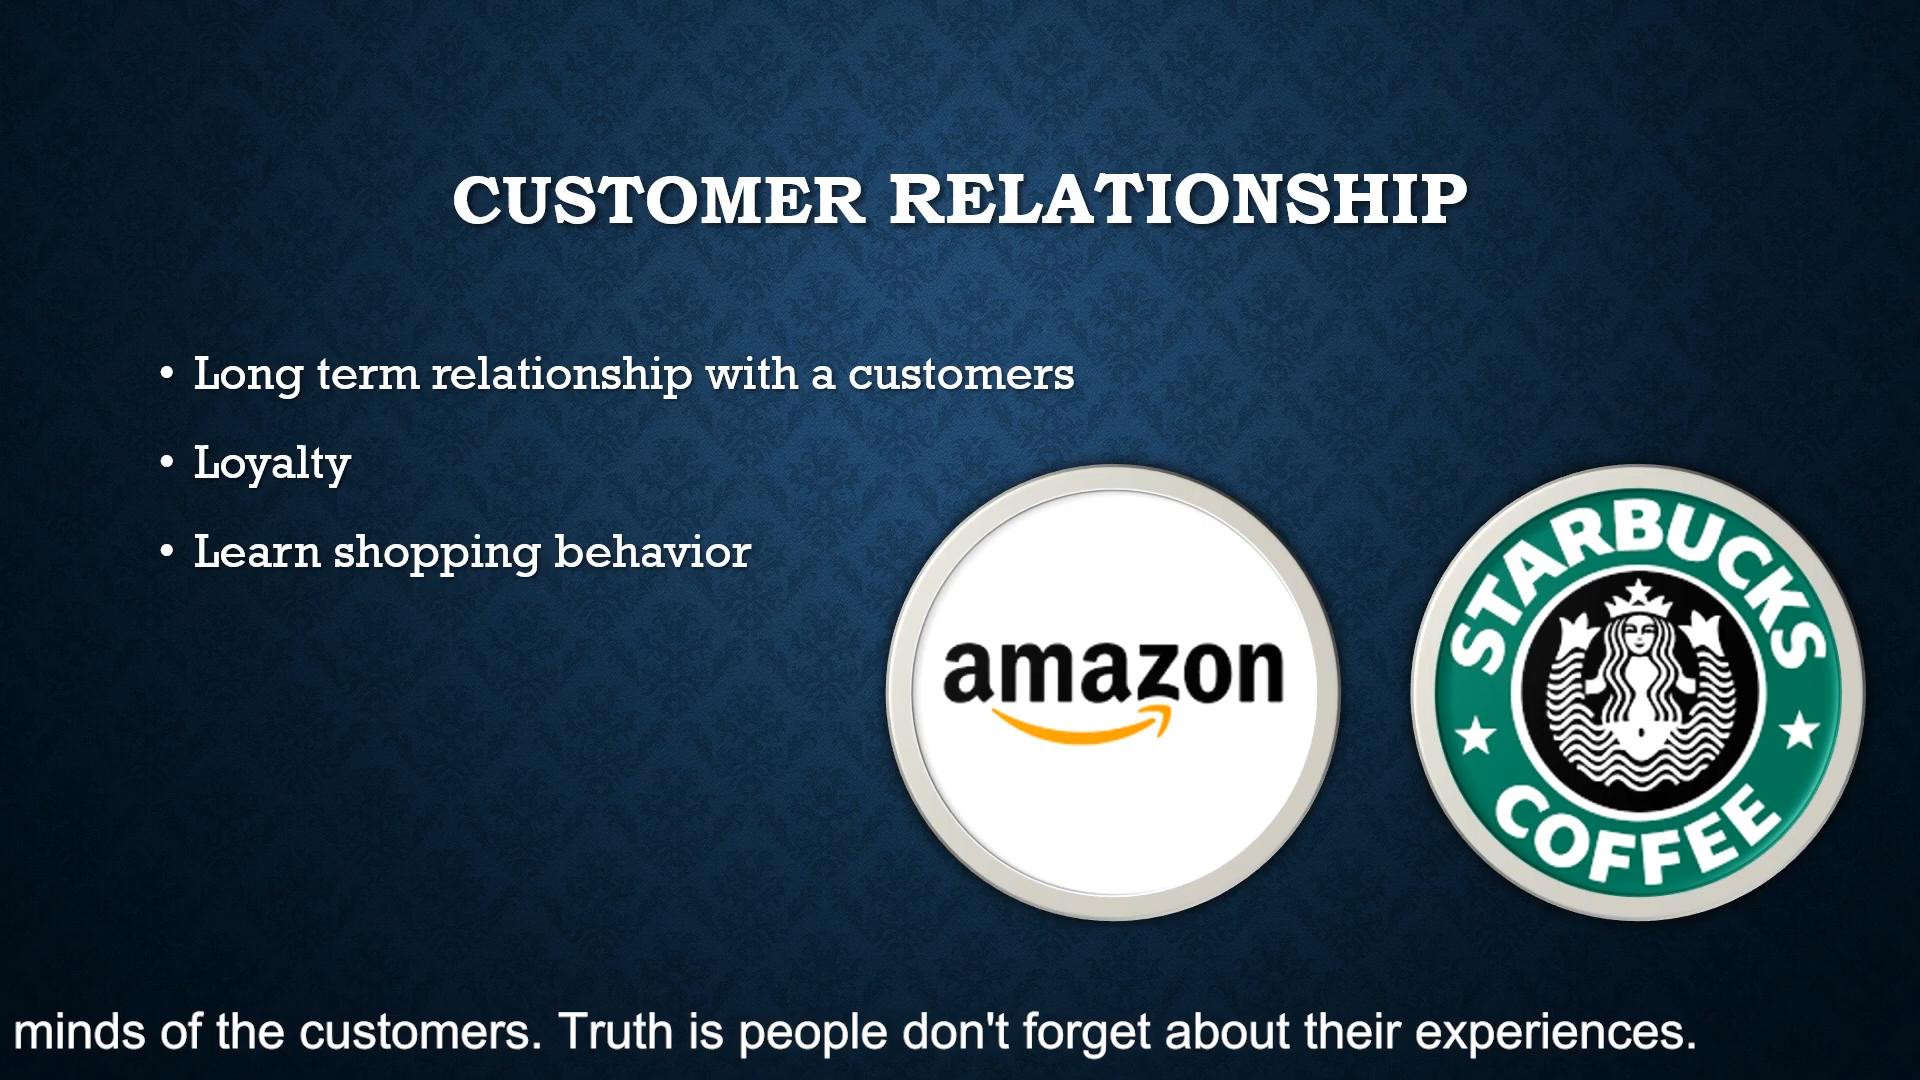 CUSTOMER RELATIONSHIP
• Long term relationship with a customers
• Loyalty
• Learn shopping behavior
amazon
STARBUCKS
COFFEE
minds of the customers. Truth is people don't forget about their experiences.